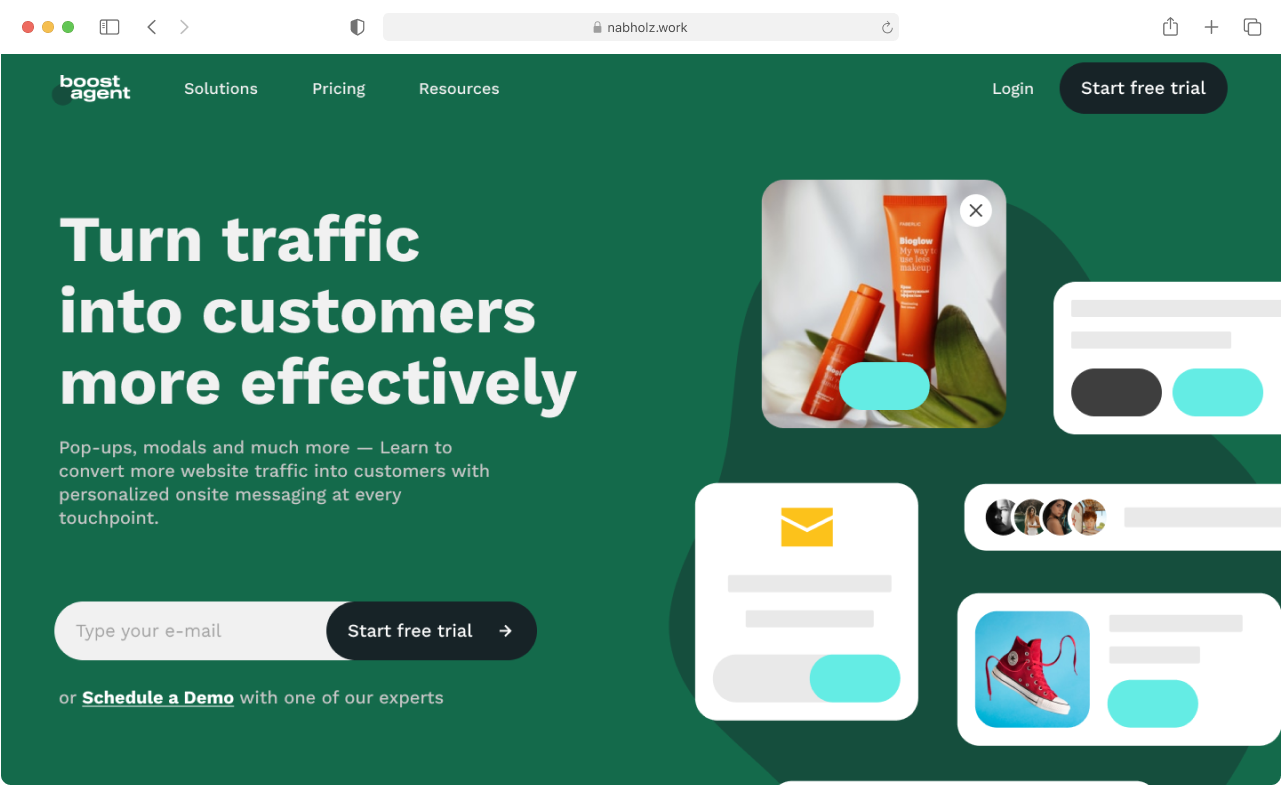 nabholz.work
boost
agent
Solutions
Pricing
Resources
Login
Start free trial
Turn traffic
into customers
more effectively
Pop-ups, modals and much more — Learn to
convert more website traffic into customers with
personalized onsite messaging at every
touchpoint.
Type your e-mail
Start free trial
or Schedule a Demo with one of our experts
FABERLIC
Bioglow
My way to
use less
makeup